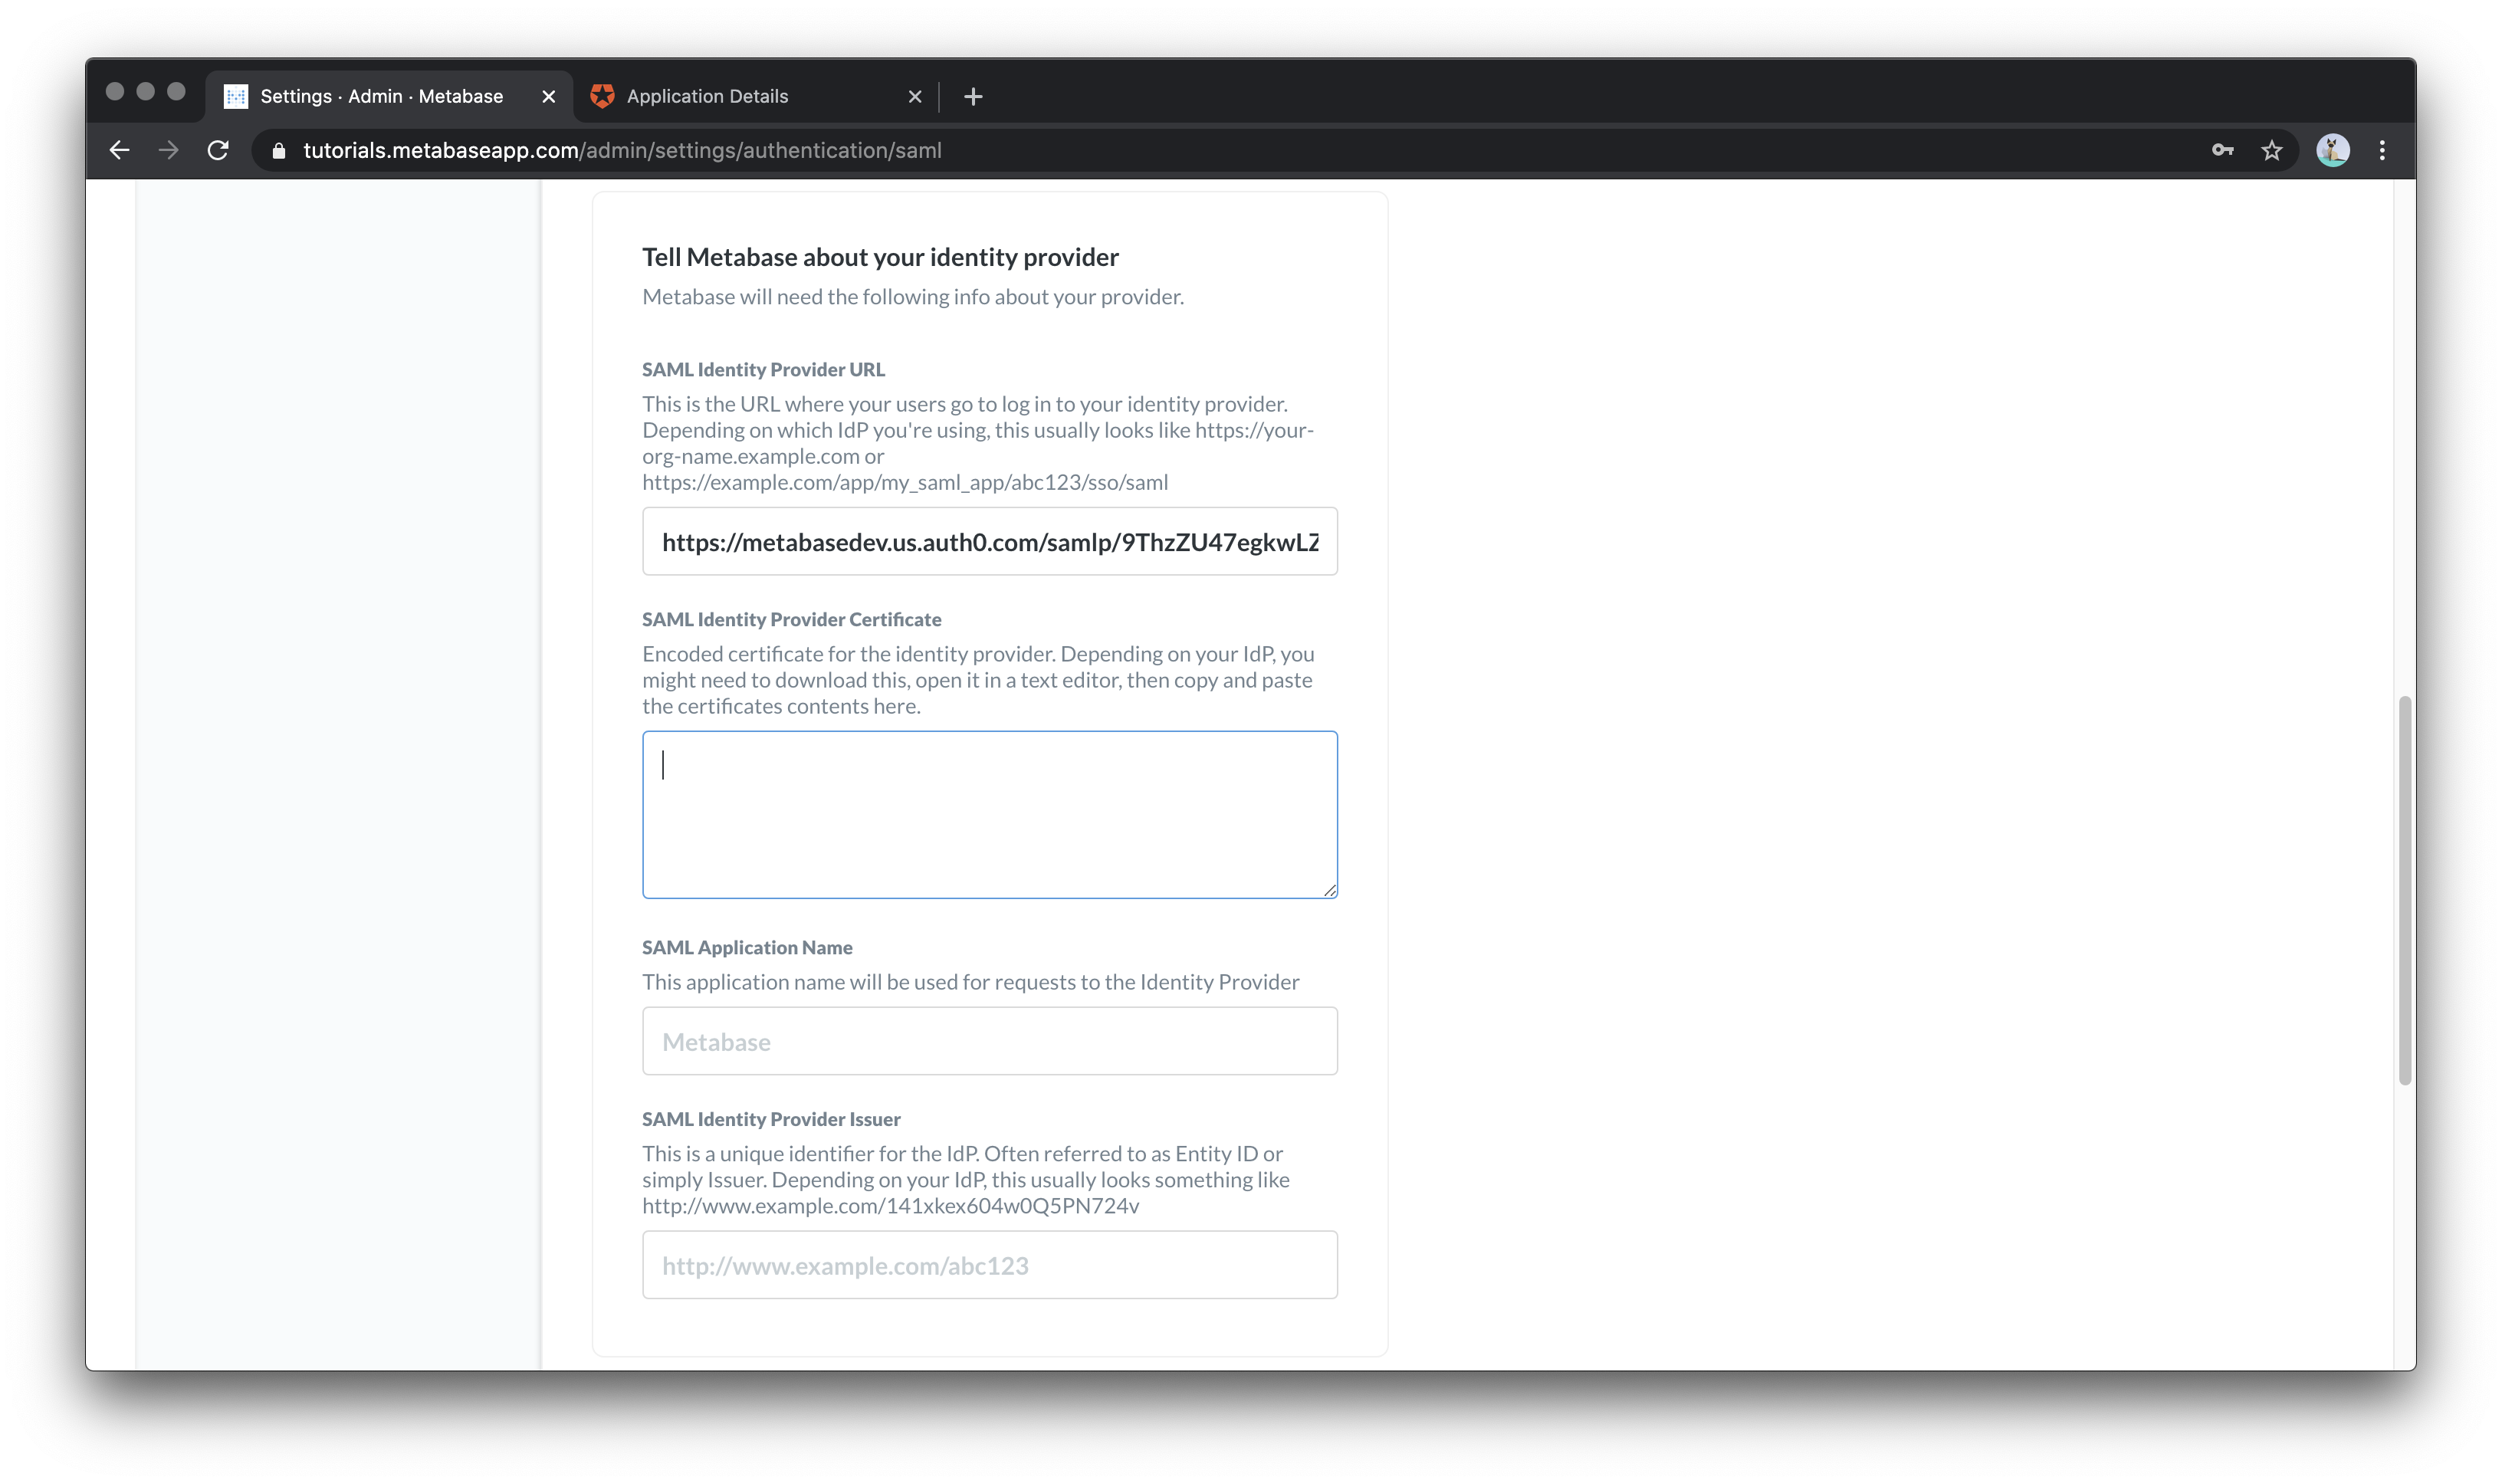 Settings · Admin · Metabase
Application Details
tutorials.metabaseapp.com/admin/settings/authentication/saml
Tell Metabase about your identity provider
Metabase will need the following info about your provider.
SAML Identity Provider URL
This is the URL where your users go to log in to your identity provider.
Depending on which IdP you're using, this usually looks like https://your-
org-name.example.com or
https://example.com/app/my_saml_app/abc123/sso/saml
https://metabasedev.us.auth0.com/samlp/9ThzZU47egkwLZ
SAML Identity Provider Certificate
Encoded certificate for the identity provider. Depending on your IdP, you
might need to download this, open it in a text editor, then copy and paste
the certificates contents here.
SAML Application Name
This application name will be used for requests to the Identity Provider
Metabase
SAML Identity Provider Issuer
This is a unique identifier for the IdP. Often referred to as Entity ID or
simply Issuer. Depending on your IdP, this usually looks something like
http://www.example.com/141xkex604w0Q5PN724v
http://www.example.com/abc123